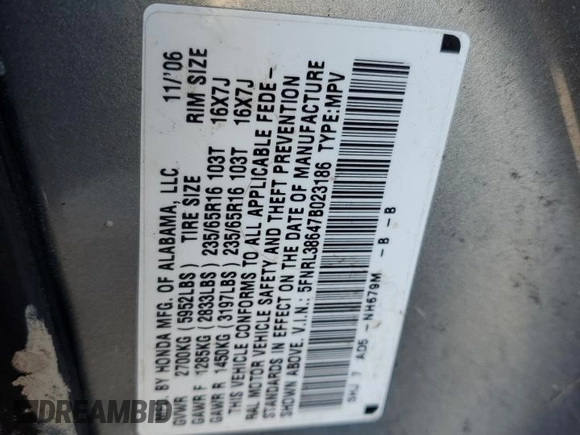 BY HONDA MFG. OF ALABAMA, LLC 11/'06
TIRE SIZE RIM SIZE
GVWR 2700KG (5952LBS)
GAWR F 1285KG (2833LBS) 235/65R16 103T 16X7J
GAWR R 1450KG (3197LBS) 235/65R16 103T 16X7J
THIS VEHICLE CONFORMS TO ALL APPLICABLE FEDE-
RAL MOTOR VEHICLE SAFETY AND THEFT PREVENTION
STANDARDS IN EFFECT ON THE DATE OF MANUFACTURE
SHOWN ABOVE. V.I.N.: 5FNRL38647B023186 TYPE:MPV
SHJ 7 AD5 -NH679M - B - B
DREAMBID